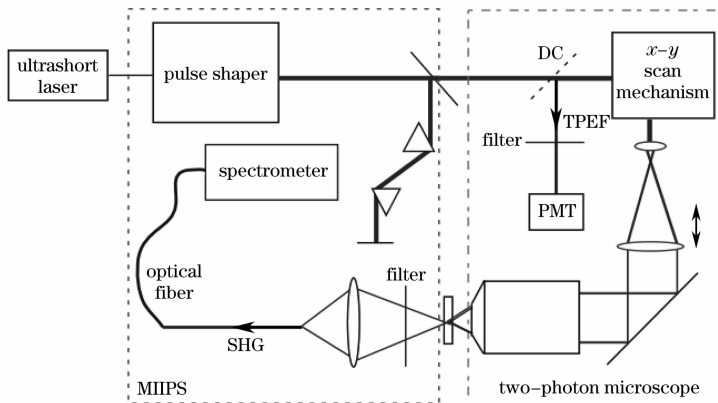 ultrashort
laser
pulse shaper
DC
x–y
scan
mechanism
TPEF
filter
PMT
spectrometer
optical
fiber
filter
SHG
MIIPS
two–photon microscope